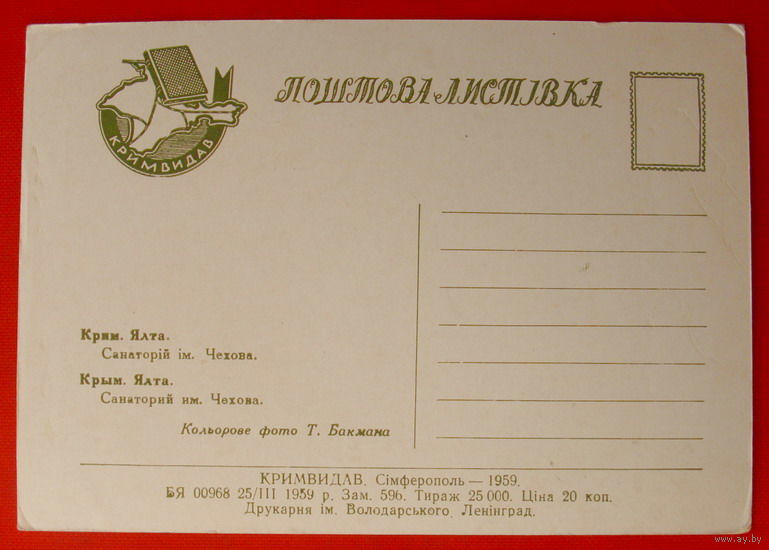 КРИМВИДАВ
ПОШТОВА ЛИСТІВКА
Крим. Ялта.
Санаторій ім. Чехова.
Крым. Ялта.
Санаторий им. Чехова.
Кольорове фото Т. Бакмана
КРИМВИДАВ. Сімферополь — 1959.
БЯ 00968 25/III 1959 р. Зам. 596. Тираж 25 000. Ціна 20 коп.
Друкарня ім. Володарського, Ленінград.
www.ay.by